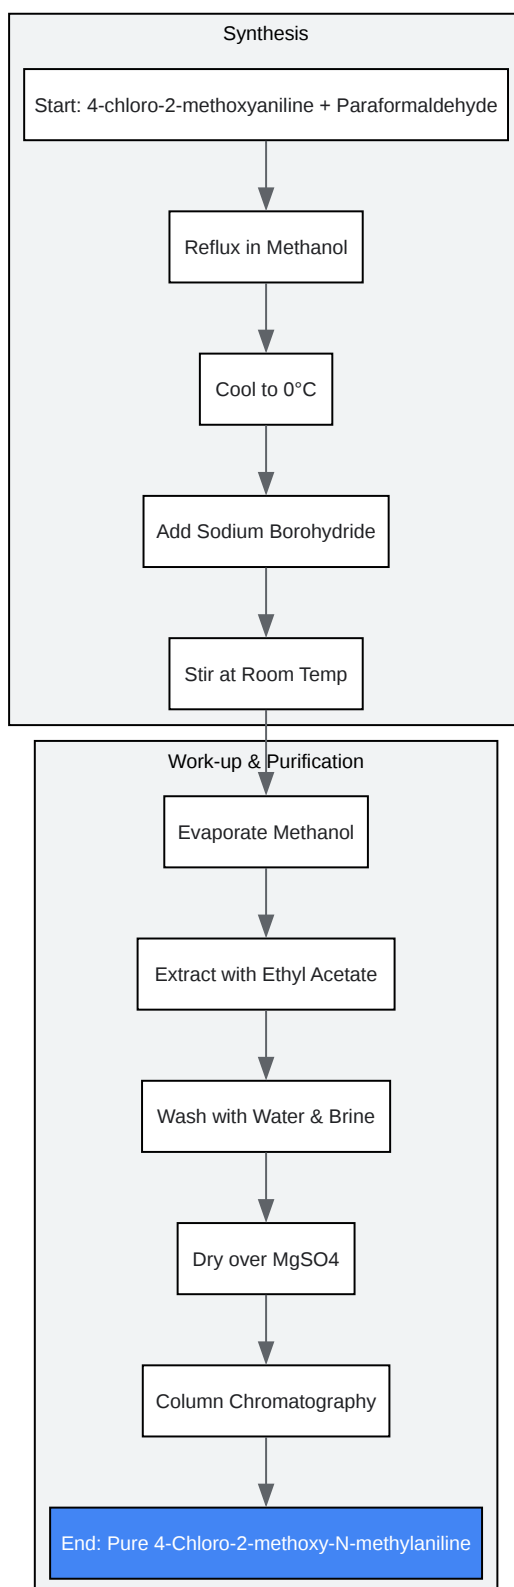 Synthesis
Start: 4-chloro-2-methoxyaniline + Paraformaldehyde
Reflux in Methanol
Cool to 0°C
Add Sodium Borohydride
Stir at Room Temp
Work-up & Purification
Evaporate Methanol
Extract with Ethyl Acetate
Wash with Water & Brine
Dry over MgSO4
Column Chromatography
End: Pure 4-Chloro-2-methoxy-N-methylaniline